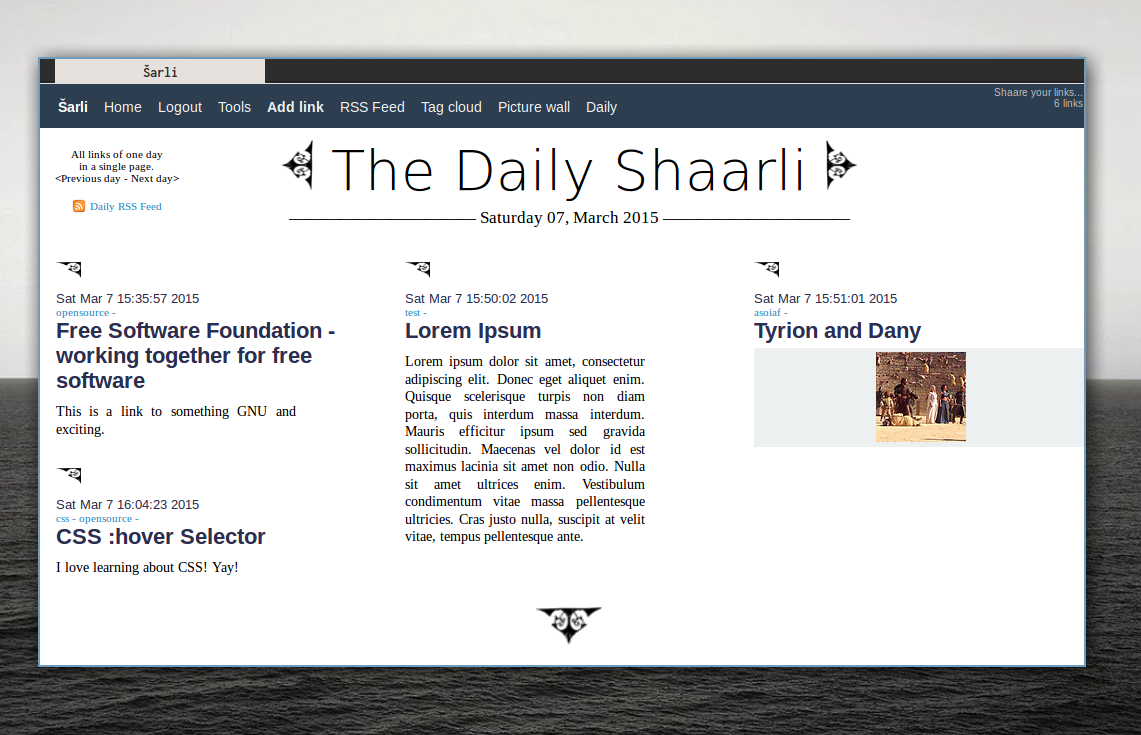 Šarli
Šarli Home Logout Tools Add link RSS Feed Tag cloud Picture wall Daily
Shaare your links...
6 links
All links of one day
in a single page.
<Previous day - Next day>
Daily RSS Feed
The Daily Shaarli
Saturday 07, March 2015
Sat Mar 7 15:35:57 2015
opensource -
Free Software Foundation -
working together for free
software
This is a link to something GNU and
exciting.
Sat Mar 7 16:04:23 2015
css - opensource -
CSS :hover Selector
I love learning about CSS! Yay!
Sat Mar 7 15:50:02 2015
test -
Lorem Ipsum
Lorem ipsum dolor sit amet, consectetur
adipiscing elit. Donec eget aliquet enim.
Quisque scelerisque turpis non diam
porta, quis interdum massa interdum.
Mauris efficitur ipsum sed gravida
sollicitudin. Maecenas vel dolor id est
maximus lacinia sit amet non odio. Nulla
sit amet ultrices enim. Vestibulum
condimentum vitae massa pellentesque
ultricies. Cras justo nulla, suscipit at velit
vitae, tempus pellentesque ante.
Sat Mar 7 15:51:01 2015
asoiaf -
Tyrion and Dany